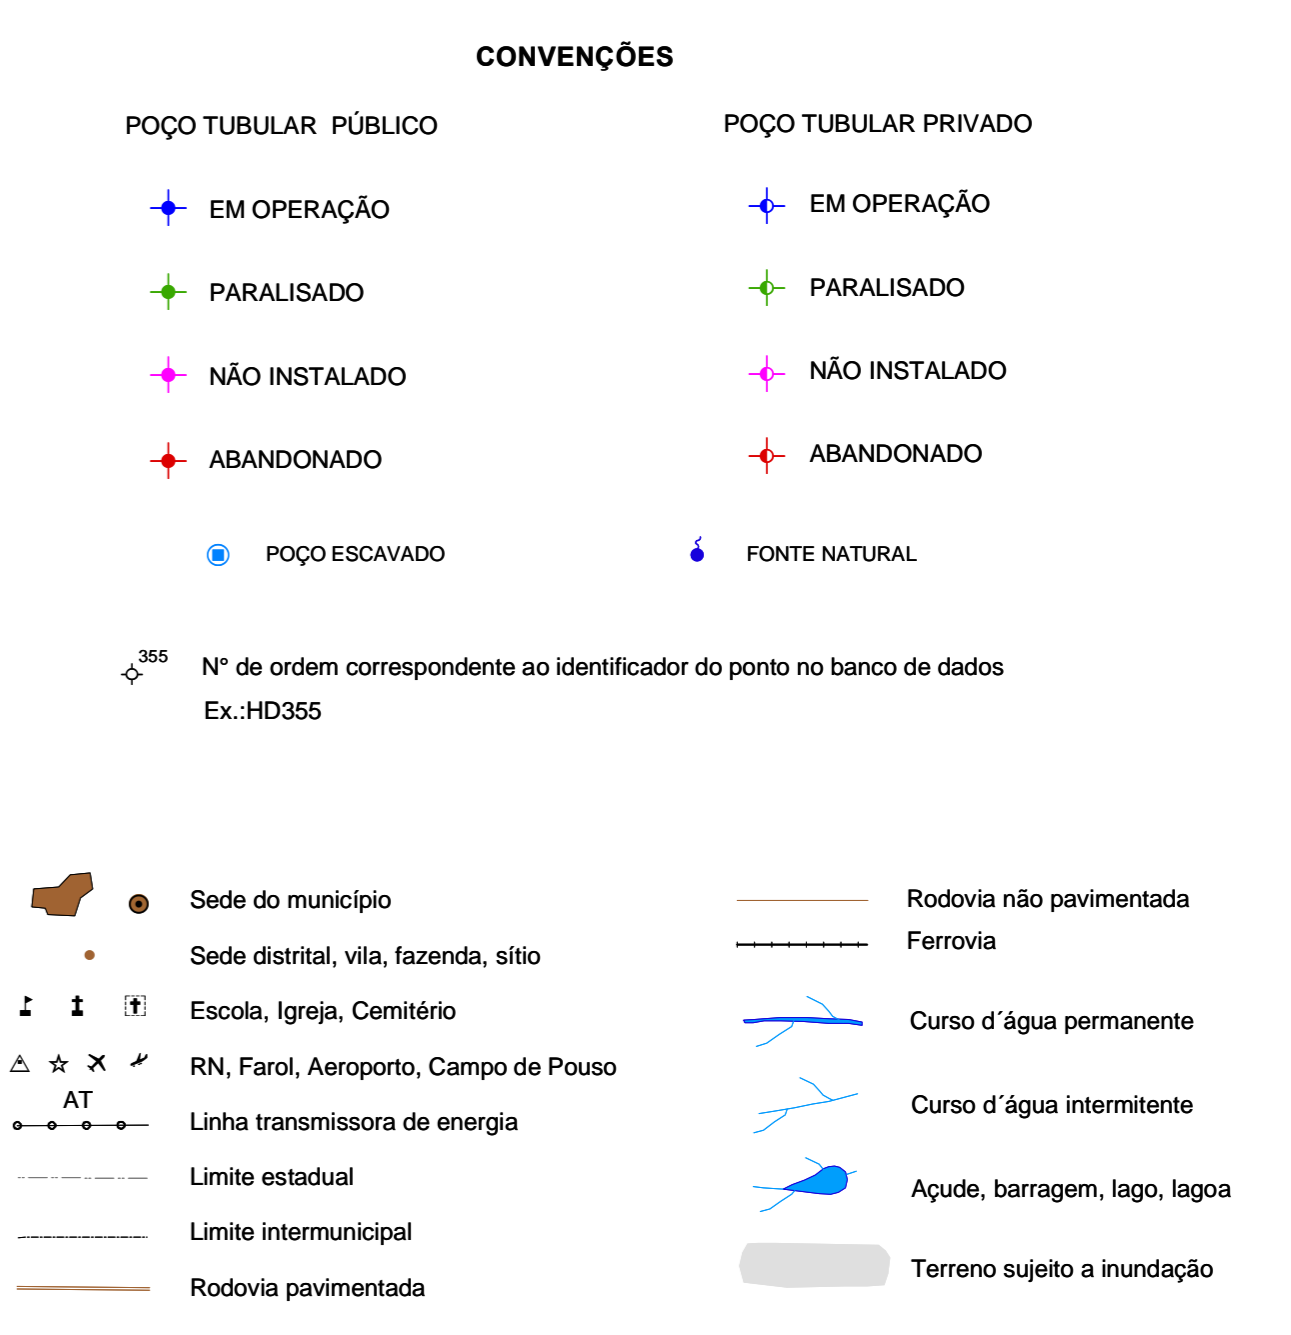 CONVENÇÕES
POÇO TUBULAR PÚBLICO
EM OPERAÇÃO
PARALISADO
NÃO INSTALADO
ABANDONADO
POÇO TUBULAR PRIVADO
EM OPERAÇÃO
PARALISADO
NÃO INSTALADO
ABANDONADO
POÇO ESCAVADO
FONTE NATURAL
355
N° de ordem correspondente ao identificador do ponto no banco de dados
Ex.:HD355
Sede do município
Sede distrital, vila, fazenda, sítio
Escola, Igreja, Cemitério
RN, Farol, Aeroporto, Campo de Pouso
AT
Linha transmissora de energia
Limite estadual
Limite intermunicipal
Rodovia pavimentada
Rodovia não pavimentada
Ferrovia
Curso d´água permanente
Curso d´água intermitente
Açude, barragem, lago, lagoa
Terreno sujeito a inundação